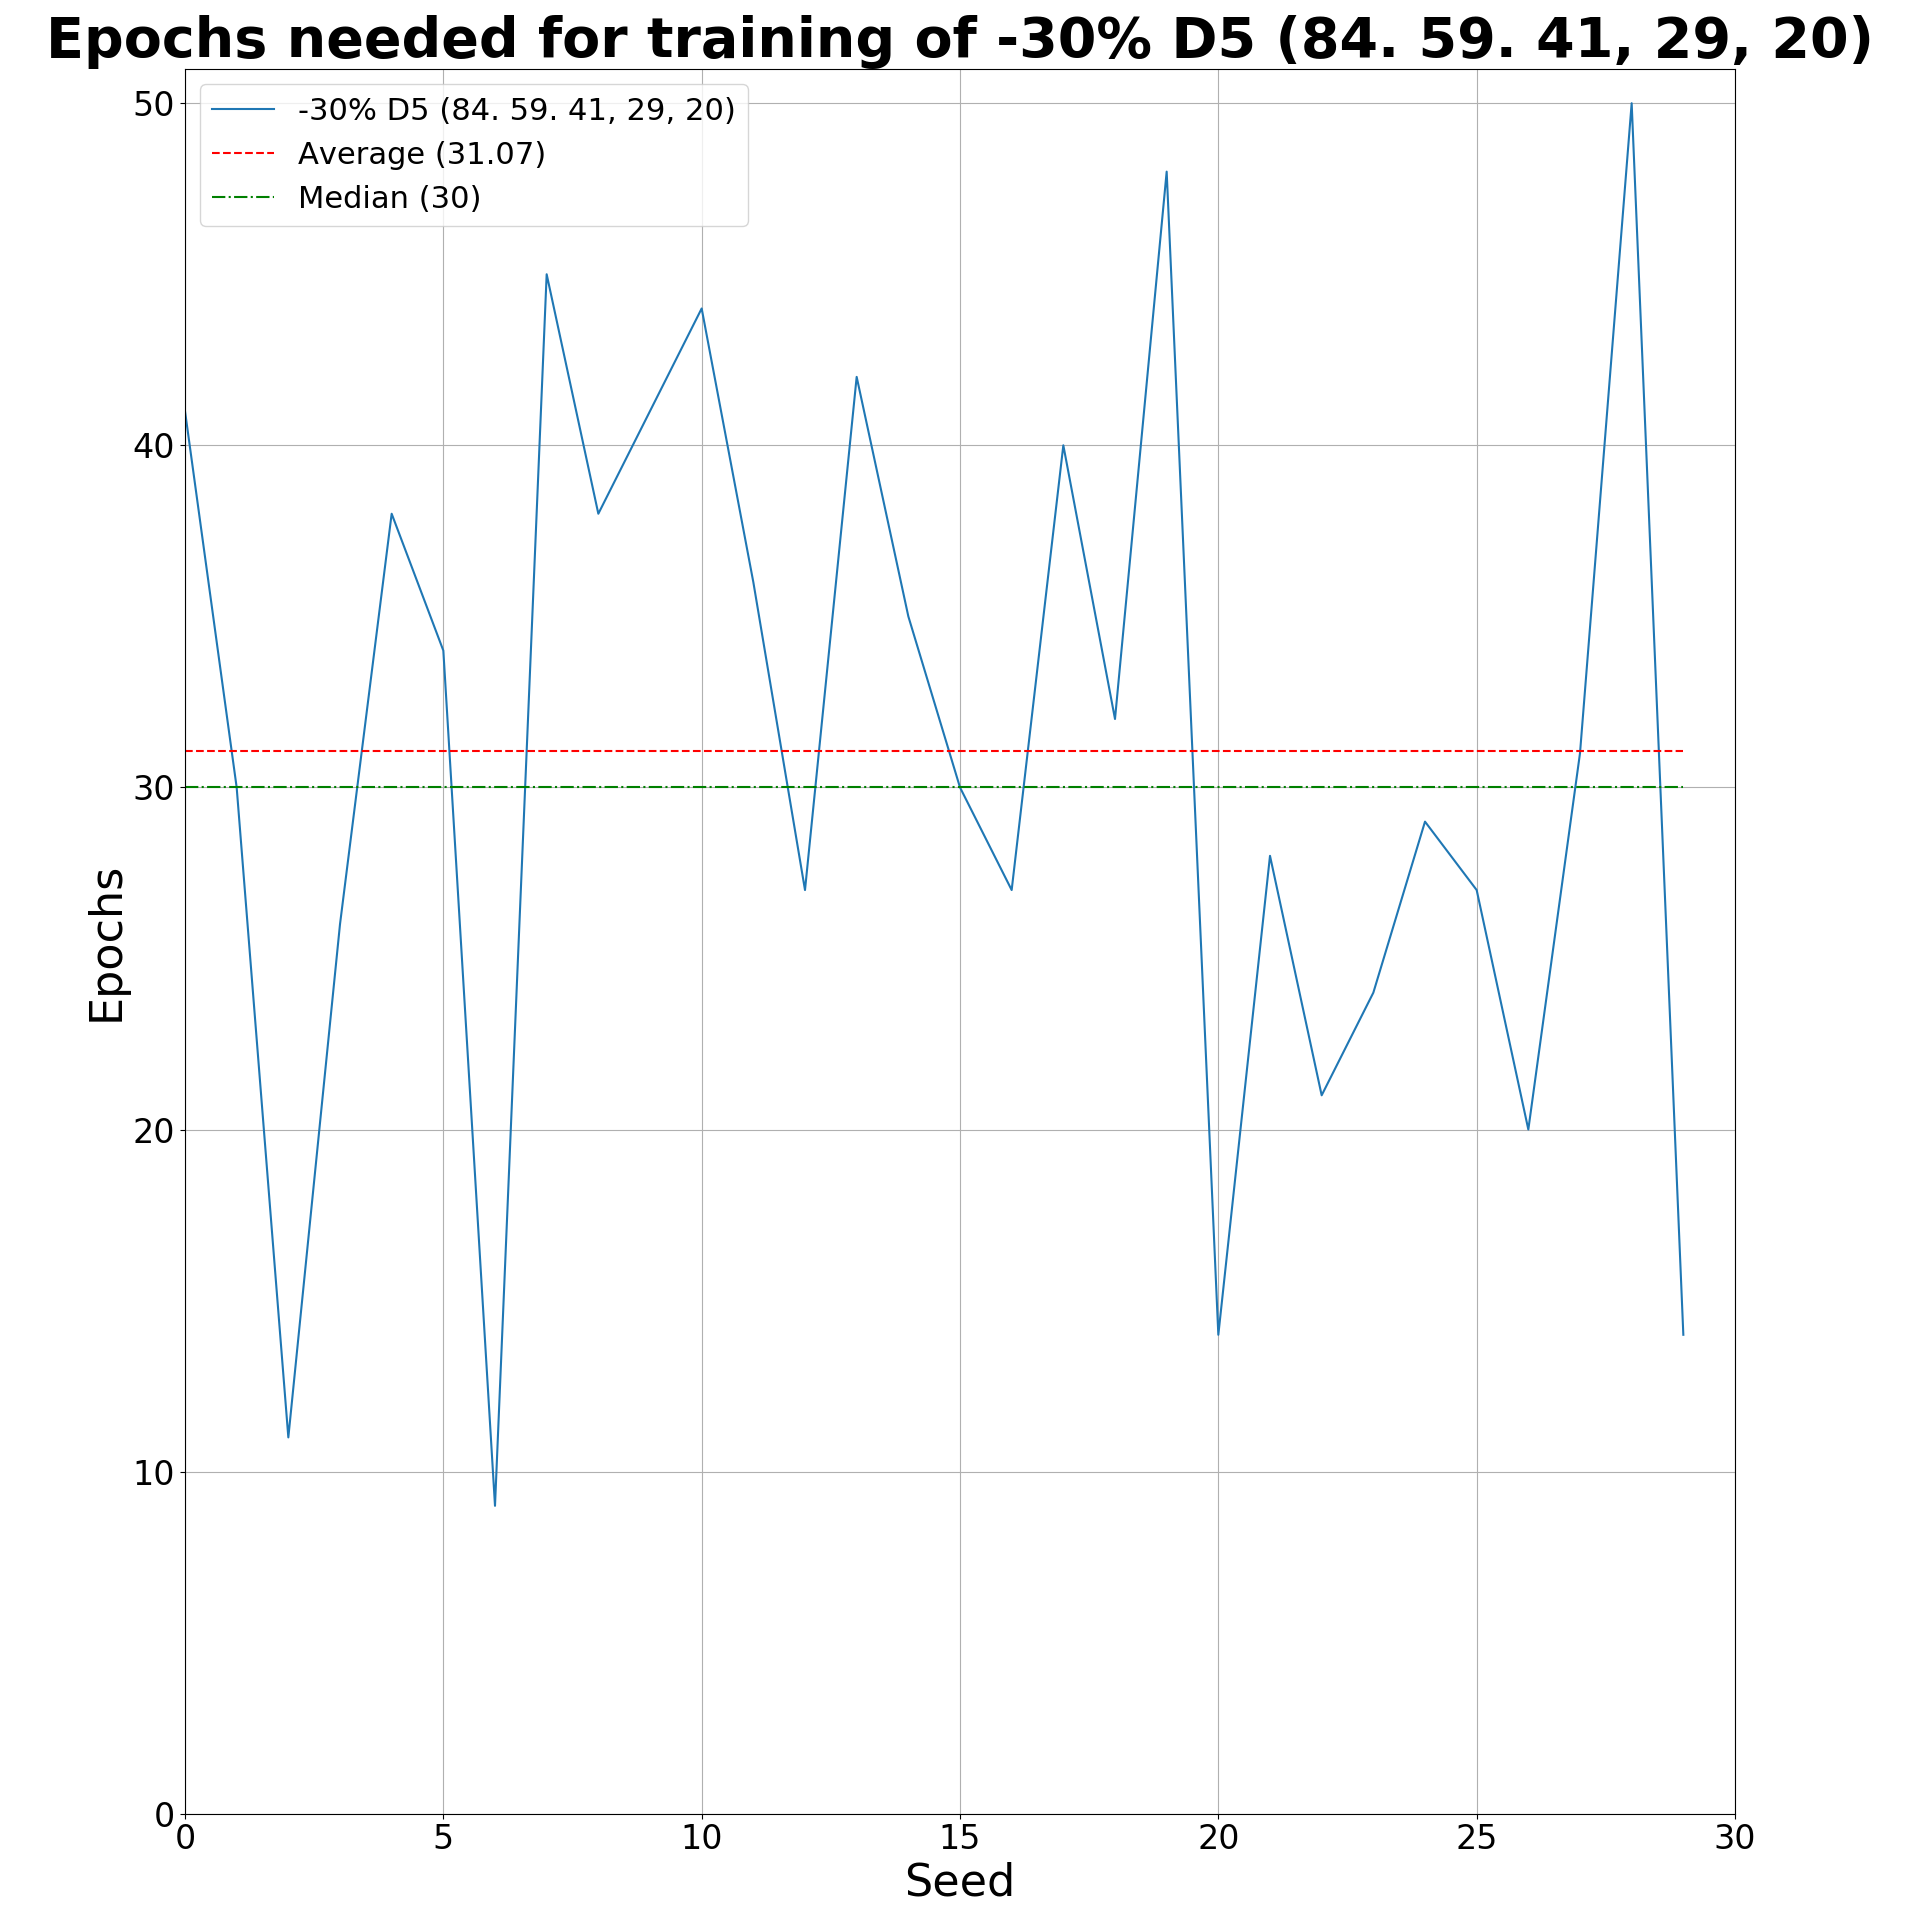 Epochs needed for training of -30% D5 (84. 59. 41, 29, 20)
-30% D5 (84. 59. 41, 29, 20)
Average (31.07)
Median (30)
50
40
30
20
10
0
Epochs
0 5 10 15 20 25 30
Seed